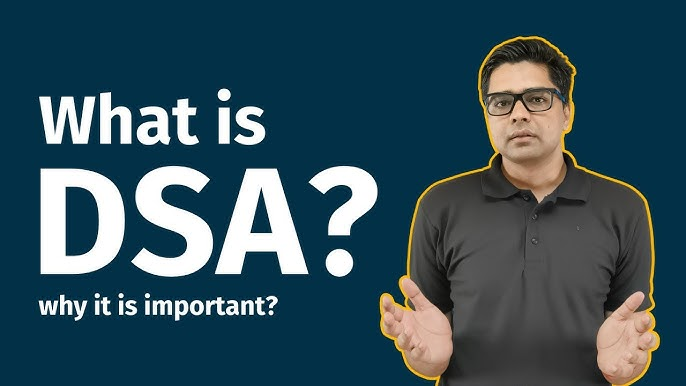 What is
DSA?
why it is important?